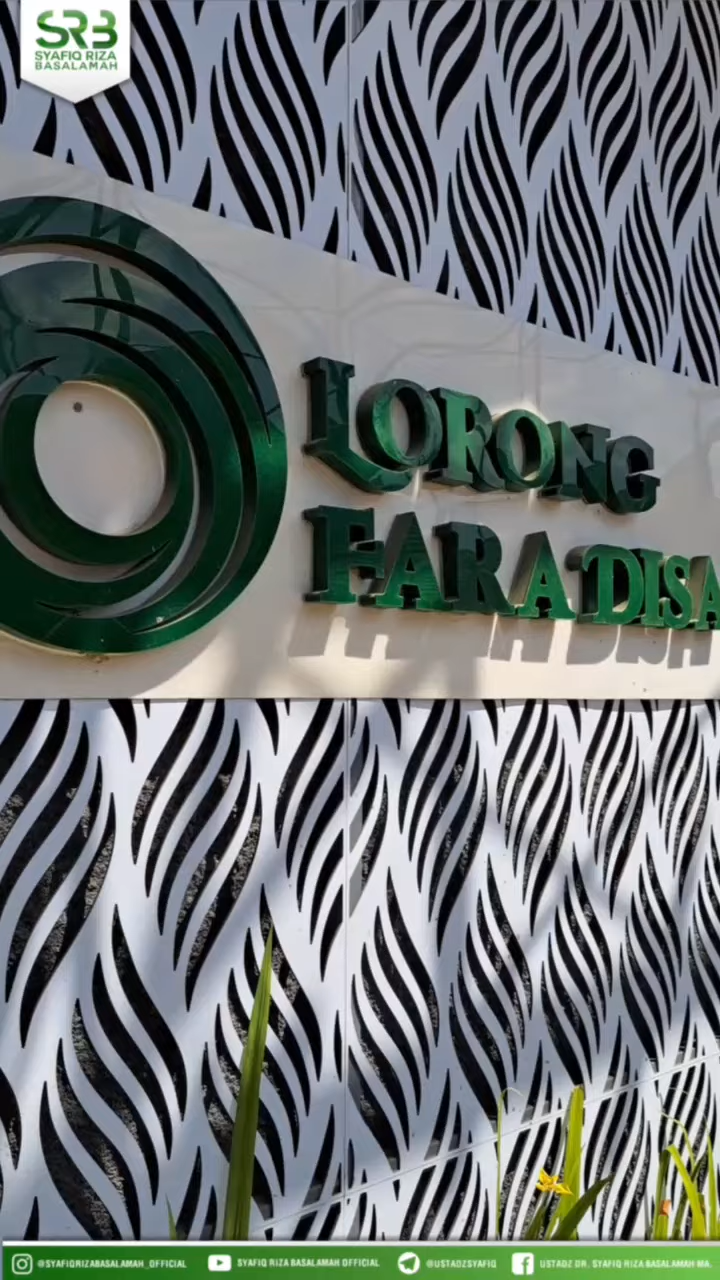 SRB
SYAFIQ RIZA
BASALAMAH
LORONG
FARADISA
@SYAFIQRIZABASALAMAH_OFFICIAL
SYAFIQ RIZA BASALAMAH OFFICIAL
@USTADZSYAFIQ
USTADZ DR. SYAFIQ RIZA BASALAMAH MA.